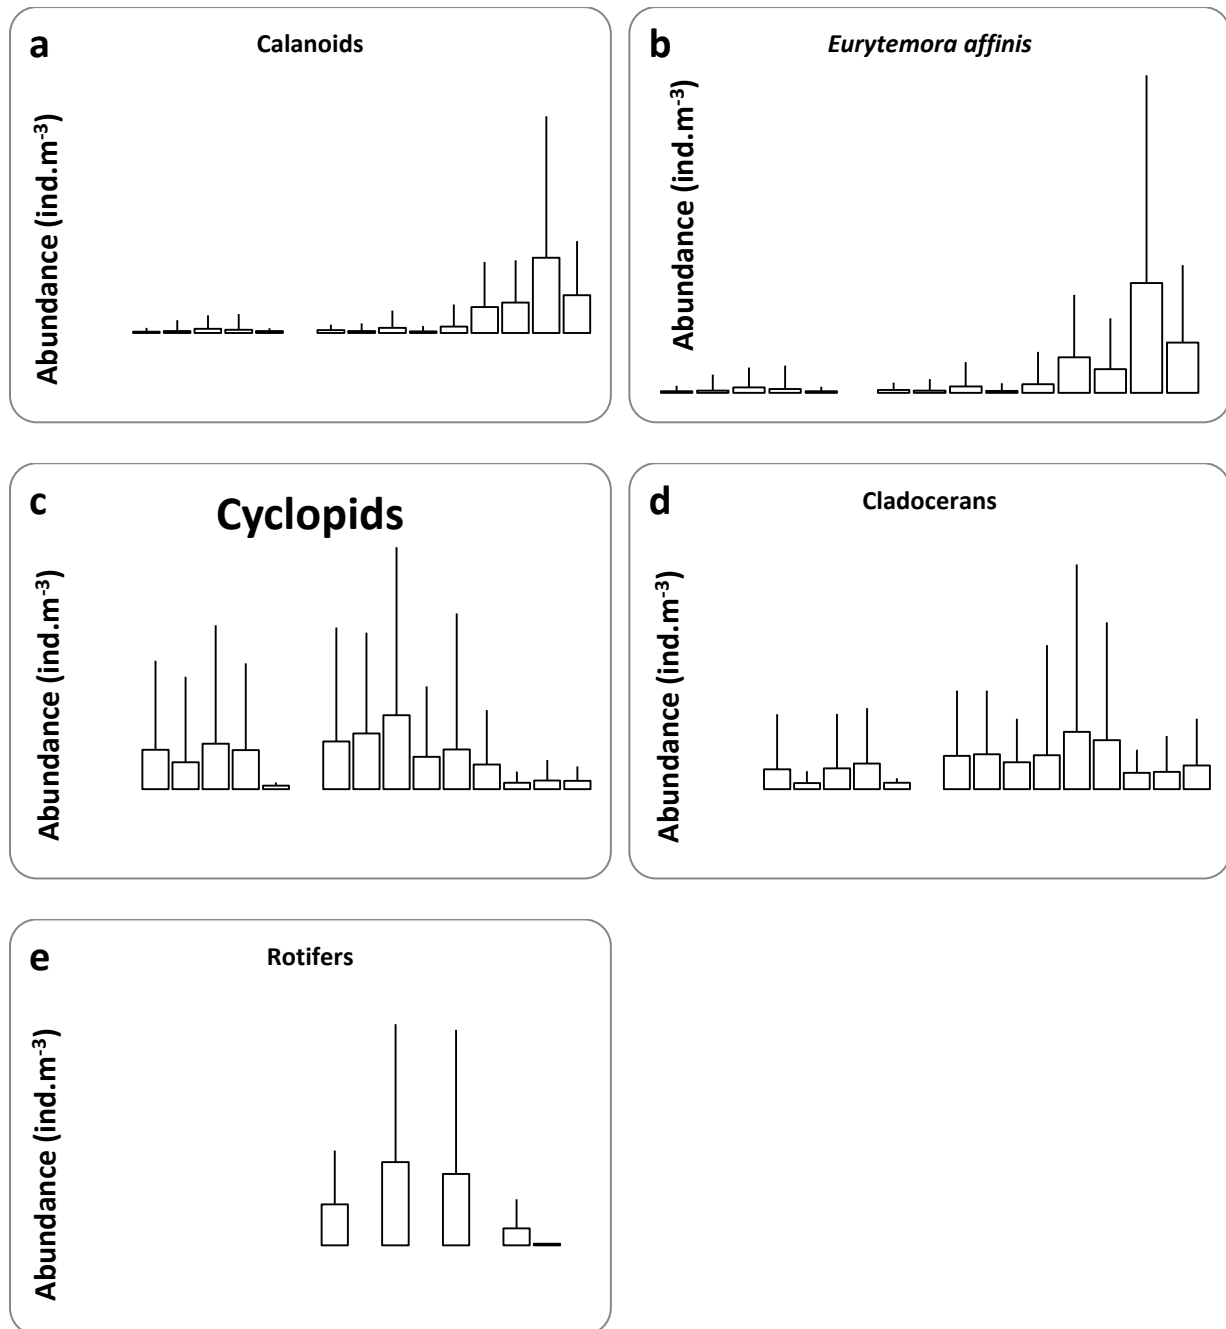 a
Calanoids
Abundance (ind.m⁻³)
b
Eurytemora affinis
Abundance (ind.m⁻³)
c
Cyclopids
Abundance (ind.m⁻³)
d
Cladocerans
Abundance (ind.m⁻³)
e
Rotifers
Abundance (ind.m⁻³)